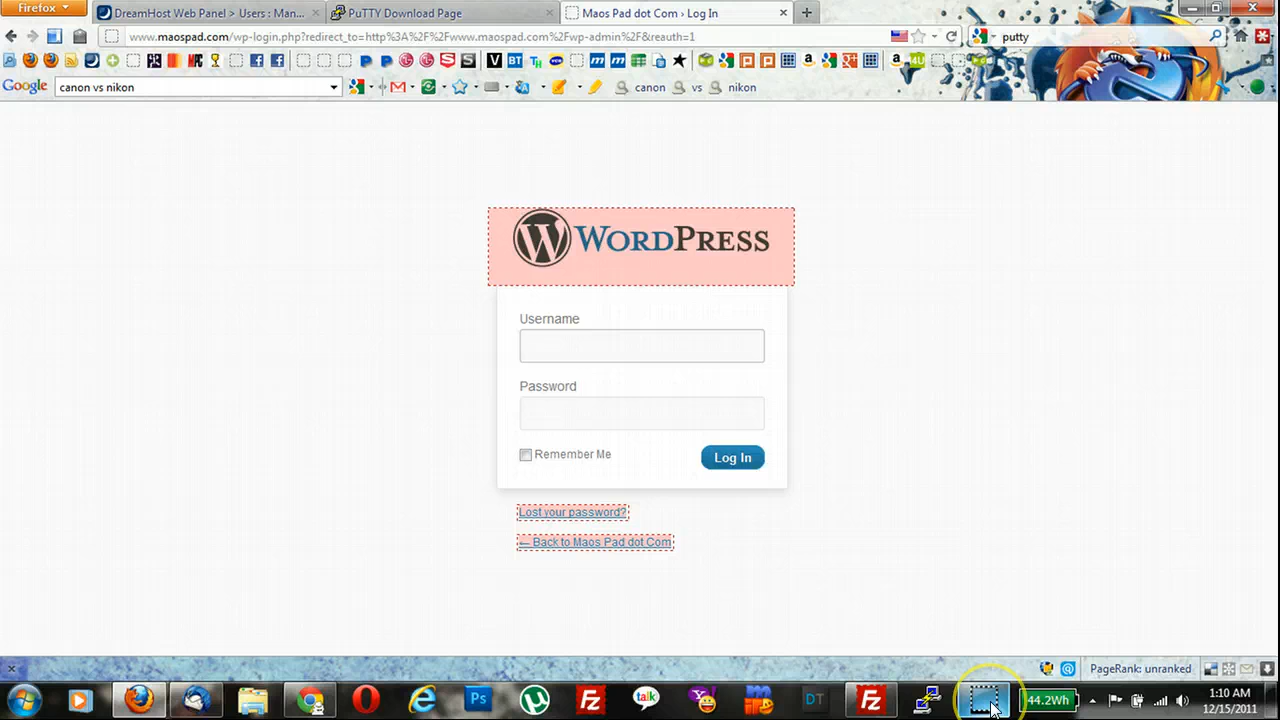 Firefox
DreamHost Web Panel > Users : Man...
PuTTY Download Page
Maos Pad dot Com › Log In
www.maospad.com/wp-login.php?redirect_to=http%3A%2F%2Fwww.maospad.com%2Fwp-admin%2F&reauth=1
putty
Google
canon vs nikon
canon
vs
nikon
WORDPRESS
Username
Password
Remember Me
Log In
Lost your password?
← Back to Maos Pad dot Com
PageRank: unranked
Ps
talk
DT
44.2Wh
1:10 AM
12/15/2011